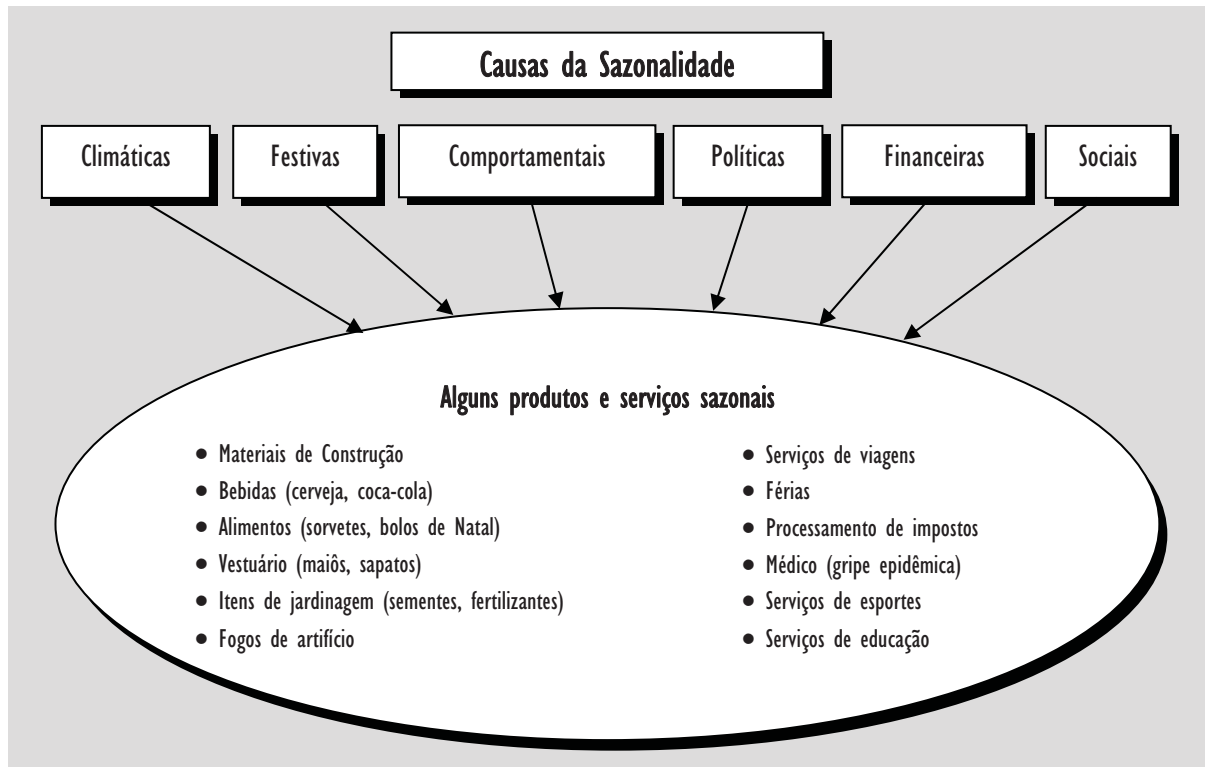 Causas da Sazonalidade
Climáticas
Festivas
Comportamentais
Políticas
Financeiras
Sociais
Alguns produtos e serviços sazonais
• Materiais de Construção
• Bebidas (cerveja, coca-cola)
• Alimentos (sorvetes, bolos de Natal)
• Vestuário (maiôs, sapatos)
• Itens de jardinagem (sementes, fertilizantes)
• Fogos de artifício
• Serviços de viagens
• Férias
• Processamento de impostos
• Médico (gripe epidêmica)
• Serviços de esportes
• Serviços de educação